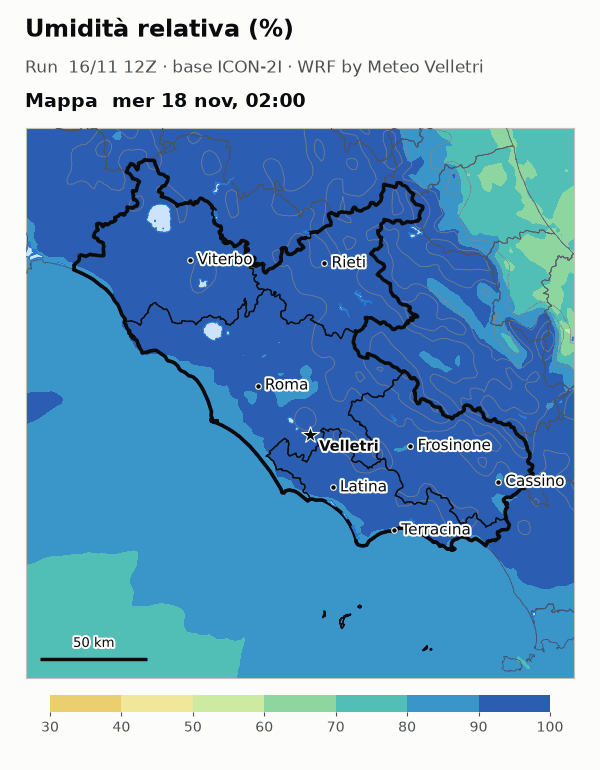 Umidità relativa (%)
Run  16/11 12Z · base ICON-2I · WRF by Meteo Velletri
Mappa  mer 18 nov, 02:00
Viterbo
Rieti
Roma
Velletri
Frosinone
Cassino
Latina
Terracina
50 km
30 40 50 60 70 80 90 100